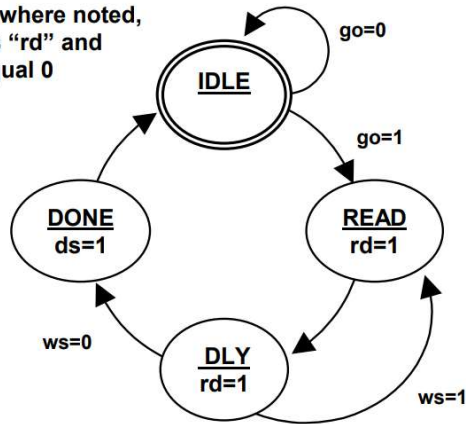 where noted,
“rd” and
qual 0
go=0
IDLE
go=1
DONE
ds=1
READ
rd=1
ws=0
DLY
rd=1
ws=1